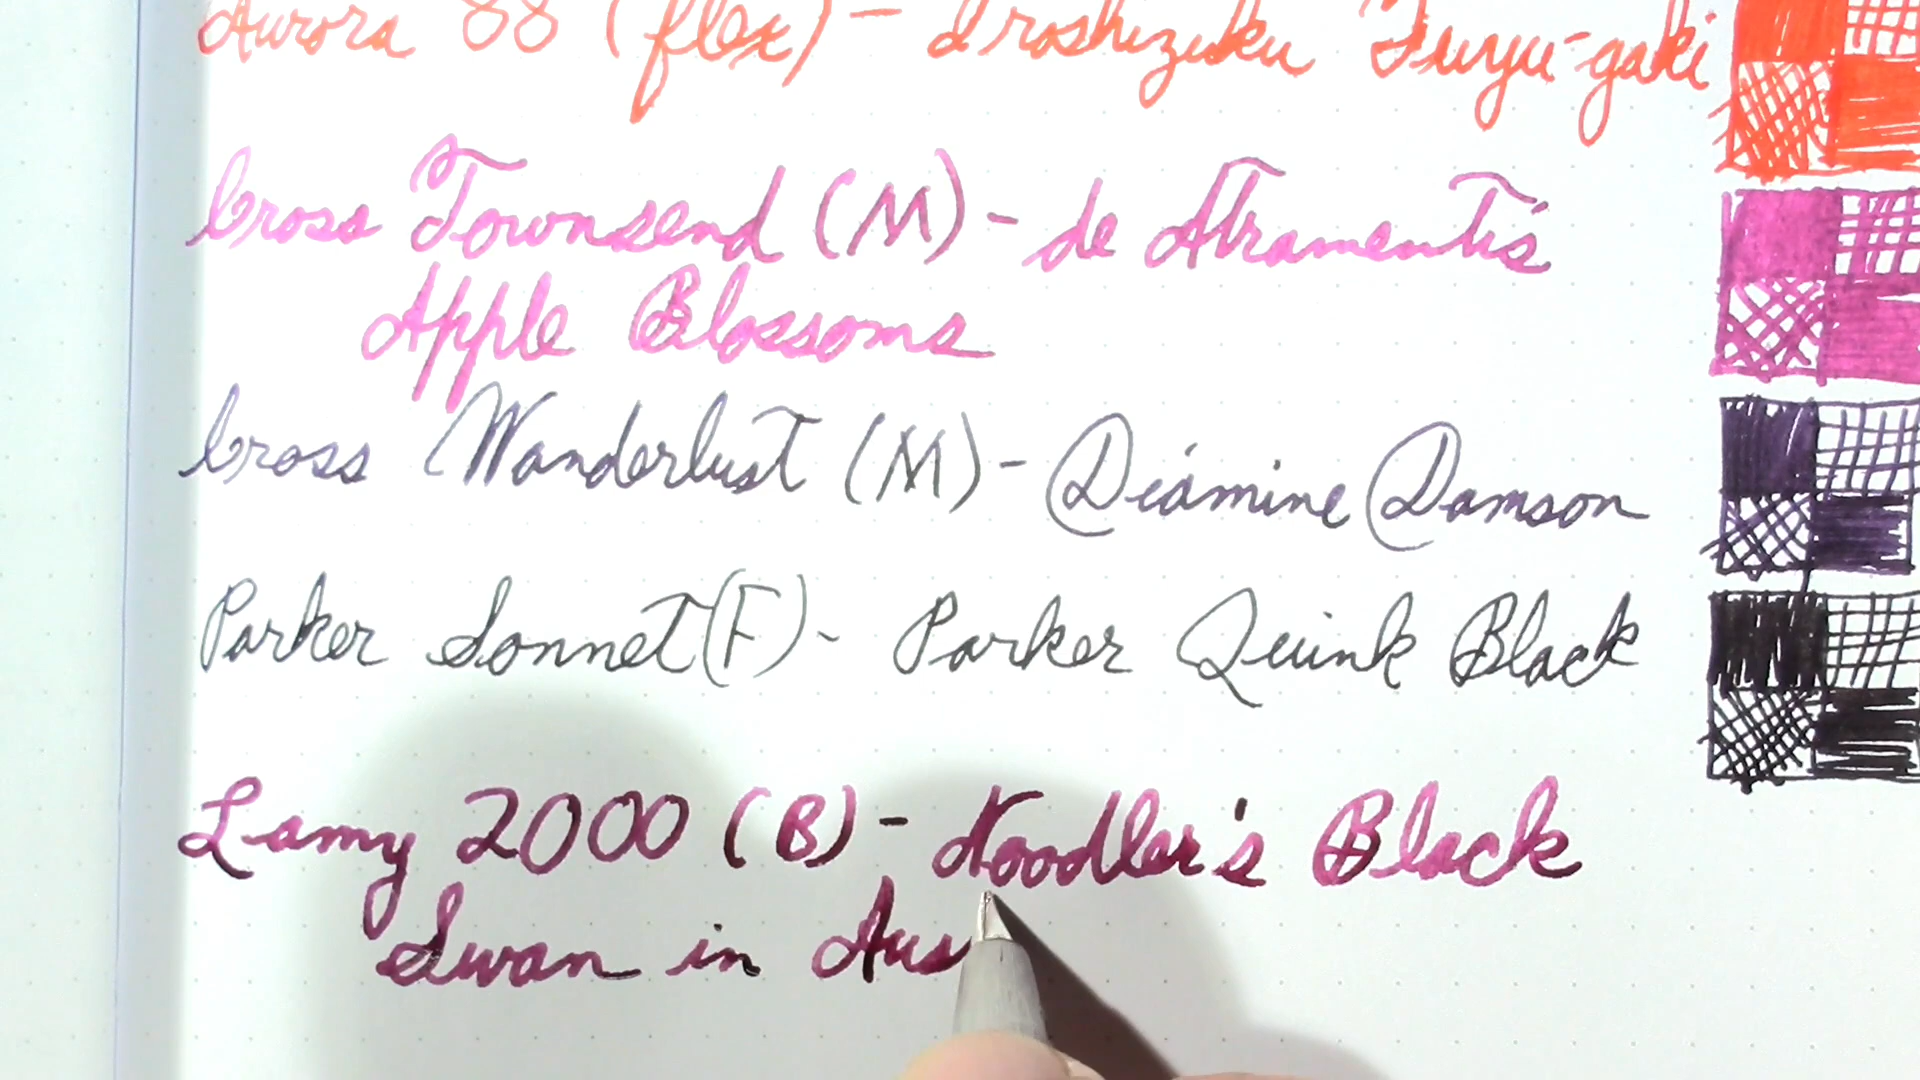 Aurora 88 (flex) - Iroshizuku Fuyu-gaki
Cross Townsend (M) - de Atramentis
Apple Blossoms
Cross Wanderlust (M) - Diamine Damson
Parker Sonnet (F) - Parker Quink Black
Lamy 2000 (B) - Noodler's Black
Swan in Aus